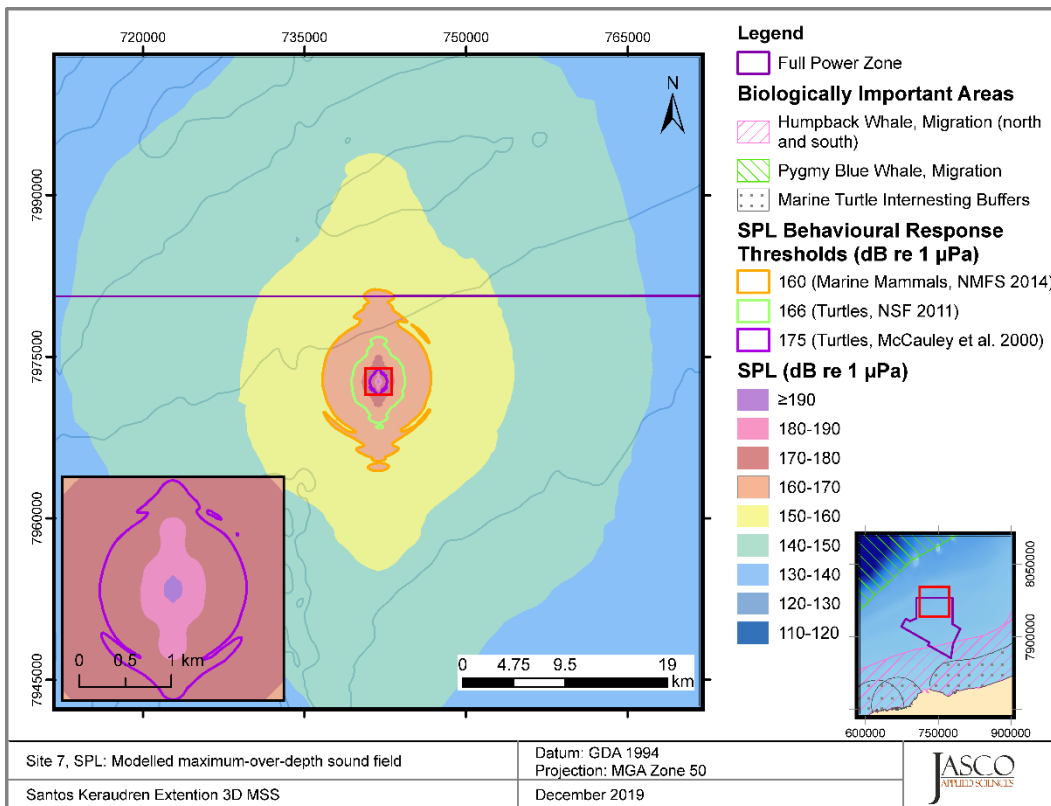 720000 735000 750000 765000
7990000
7975000
7960000
7945000
N
0 0.5 1 km
0 4.75 9.5 19
km
Legend
Full Power Zone
Biologically Important Areas
Humpback Whale, Migration (north
and south)
Pygmy Blue Whale, Migration
Marine Turtle Internesting Buffers
SPL Behavioural Response
Thresholds (dB re 1 µPa)
160 (Marine Mammals, NMFS 2014)
166 (Turtles, NSF 2011)
175 (Turtles, McCauley et al. 2000)
SPL (dB re 1 µPa)
≥190
180-190
170-180
160-170
150-160
140-150
130-140
120-130
110-120
8050000
7900000
600000 750000 900000
Site 7, SPL: Modelled maximum-over-depth sound field
Santos Keraudren Extention 3D MSS
Datum: GDA 1994
Projection: MGA Zone 50
December 2019
JASCO
APPLIED SCIENCES